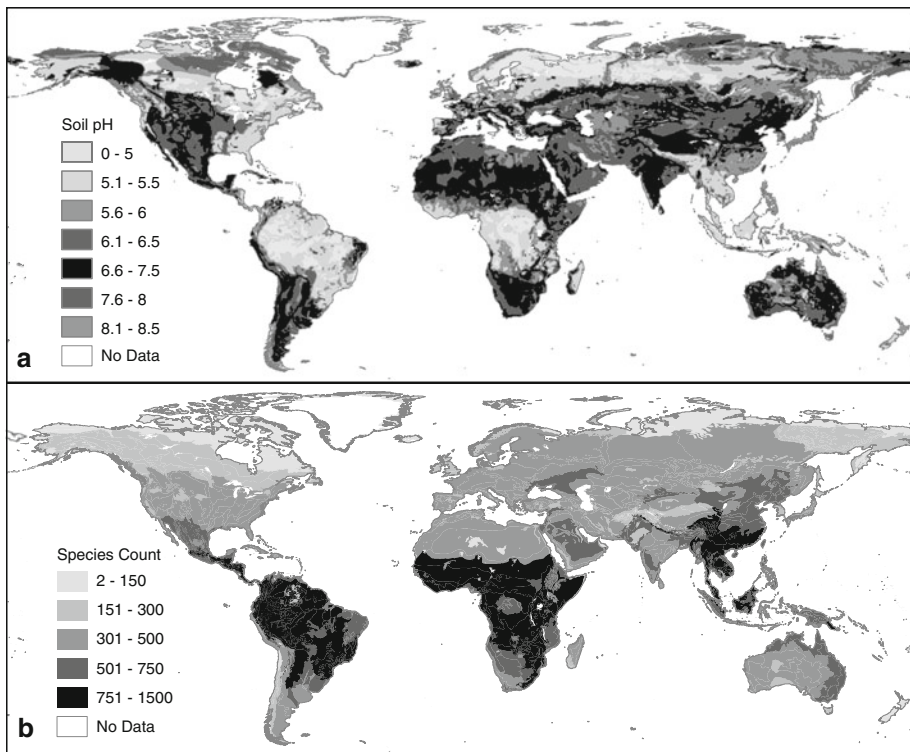 Soil pH
0 - 5
5.1 - 5.5
5.6 - 6
6.1 - 6.5
6.6 - 7.5
7.6 - 8
8.1 - 8.5
No Data
a
Species Count
2 - 150
151 - 300
301 - 500
501 - 750
751 - 1500
No Data
b